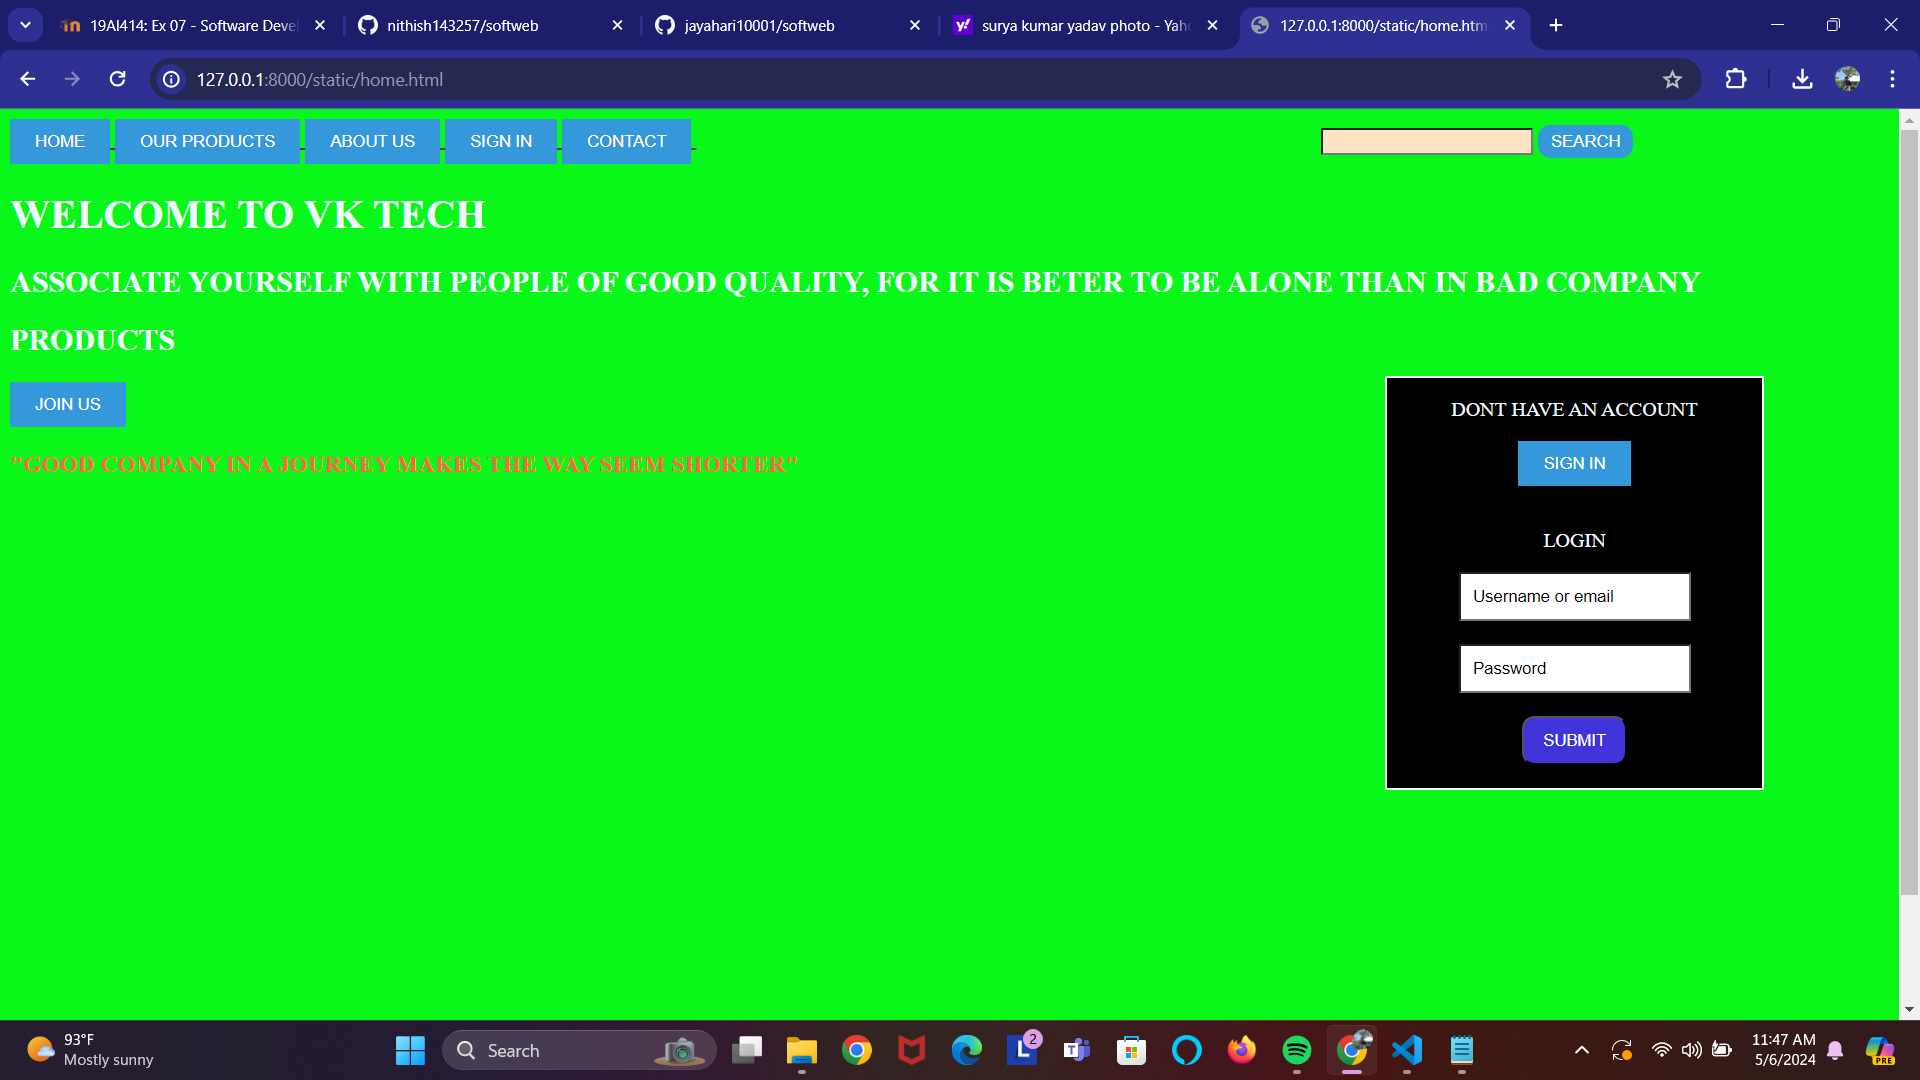 19AI414: Ex 07 - Software Deve
nithish143257/softweb
jayahari10001/softweb
surya kumar yadav photo - Yah
127.0.0.1:8000/static/home.htm
127.0.0.1:8000/static/home.html
HOME OUR PRODUCTS ABOUT US SIGN IN CONTACT SEARCH
WELCOME TO VK TECH
ASSOCIATE YOURSELF WITH PEOPLE OF GOOD QUALITY, FOR IT IS BETER TO BE ALONE THAN IN BAD COMPANY
PRODUCTS
JOIN US
"GOOD COMPANY IN A JOURNEY MAKES THE WAY SEEM SHORTER"
DONT HAVE AN ACCOUNT
SIGN IN
LOGIN
Username or email
Password
SUBMIT
93°F
Mostly sunny
Search
2
11:47 AM
5/6/2024
PRE